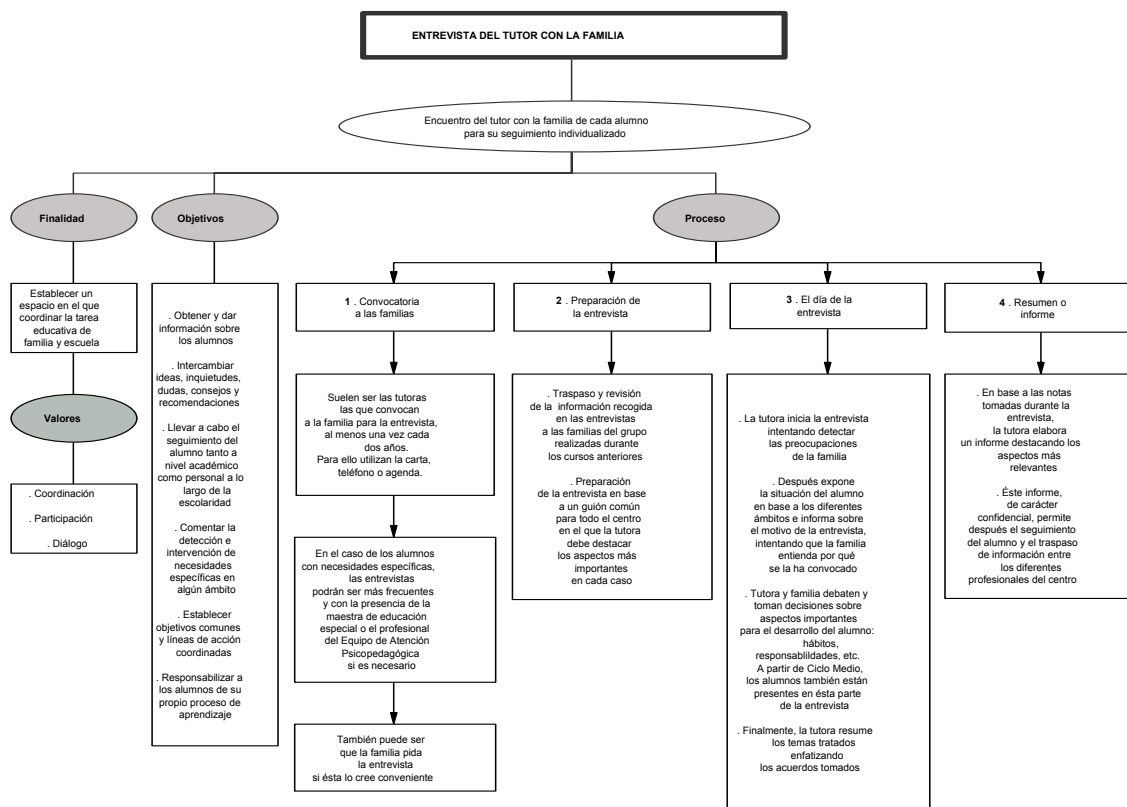 ENTREVISTA DEL TUTOR CON LA FAMILIA
Encuentro del tutor con la familia de cada alumno
para su seguimiento individualizado
Finalidad
Establecer un
espacio en el que
coordinar la tarea
educativa de
familia y escuela
Valores
. Coordinación
. Participación
. Diálogo
Objetivos
. Obtener y dar
información sobre
los alumnos
. Intercambiar
ideas, inquietudes,
dudas, consejos y
recomendaciones
. Llevar a cabo el
seguimiento del
alumno tanto a
nivel académico
como personal a lo
largo de la
escolaridad
. Comentar la
detección e
intervención de
necesidades
específicas en
algún ámbito
. Establecer
objetivos comunes
y líneas de acción
coordinadas
. Responsabilizar a
los alumnos de su
propio proceso de
aprendizaje
Proceso
1 . Convocatoria
a las familias
Suelen ser las tutoras
las que convocan
a la familia para la entrevista,
al menos una vez cada
dos años.
Para ello utilizan la carta,
teléfono o agenda.
En el caso de los alumnos
con necesidades específicas,
las entrevistas
podrán ser más frecuentes
y con la presencia de la
maestra de educación
especial o el profesional
del Equipo de Atención
Psicopedagógica
si es necesario
También puede ser
que la familia pida
la entrevista
si ésta lo cree conveniente
2 . Preparación de
la entrevista
. Traspaso y revisión
de la información recogida
en las entrevistas
a las familias del grupo
realizadas durante
los cursos anteriores
. Preparación
de la entrevista en base
a un guión común
para todo el centro
en el que la tutora
debe destacar
los aspectos más
importantes
en cada caso
3 . El día de la
entrevista
. La tutora inicia la entrevista
intentando detectar
las preocupaciones
de la familia
. Después expone
la situación del alumno
en base a los diferentes
ámbitos e informa sobre
el motivo de la entrevista,
intentando que la familia
entienda por qué
se la ha convocado
. Tutora y familia debaten y
toman decisiones sobre
aspectos importantes
para el desarrollo del alumno:
hábitos,
responsabilildades, etc.
A partir de Ciclo Medio,
los alumnos también están
presentes en ésta parte
de la entrevista
. Finalmente, la tutora resume
los temas tratados
enfatizando
los acuerdos tomados
4 . Resumen o
informe
. En base a las notas
tomadas durante la
entrevista,
la tutora elabora
un informe destacando los
aspectos más
relevantes
. Éste informe,
de carácter
confidencial, permite
después el seguimiento
del alumno y el traspaso
de información entre
los diferentes
profesionales del centro